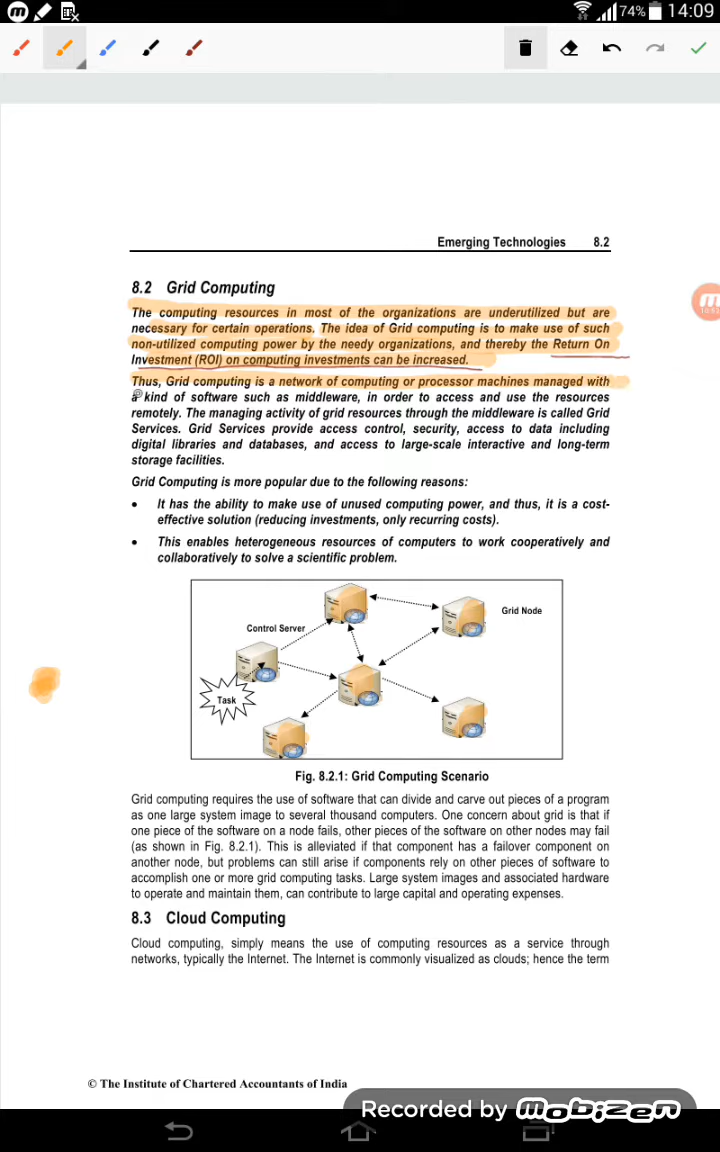 74% 14:09
Emerging Technologies 8.2
8.2 Grid Computing
The computing resources in most of the organizations are underutilized but are
necessary for certain operations. The idea of Grid computing is to make use of such
non-utilized computing power by the needy organizations, and thereby the Return On
Investment (ROI) on computing investments can be increased.
Thus, Grid computing is a network of computing or processor machines managed with
a kind of software such as middleware, in order to access and use the resources
remotely. The managing activity of grid resources through the middleware is called Grid
Services. Grid Services provide access control, security, access to data including
digital libraries and databases, and access to large-scale interactive and long-term
storage facilities.
Grid Computing is more popular due to the following reasons:
• It has the ability to make use of unused computing power, and thus, it is a cost-
effective solution (reducing investments, only recurring costs).
• This enables heterogeneous resources of computers to work cooperatively and
collaboratively to solve a scientific problem.
Grid Node
Control Server
Task
Fig. 8.2.1: Grid Computing Scenario
Grid computing requires the use of software that can divide and carve out pieces of a program
as one large system image to several thousand computers. One concern about grid is that if
one piece of the software on a node fails, other pieces of the software on other nodes may fail
(as shown in Fig. 8.2.1). This is alleviated if that component has a failover component on
another node, but problems can still arise if components rely on other pieces of software to
accomplish one or more grid computing tasks. Large system images and associated hardware
to operate and maintain them, can contribute to large capital and operating expenses.
8.3 Cloud Computing
Cloud computing, simply means the use of computing resources as a service through
networks, typically the Internet. The Internet is commonly visualized as clouds; hence the term
© The Institute of Chartered Accountants of India
Recorded by mobizen